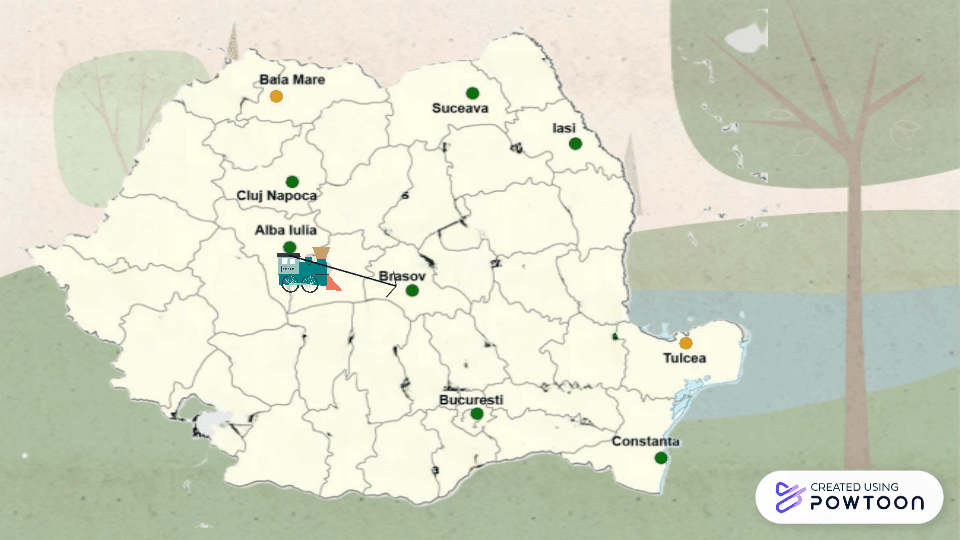 Baia Mare
Suceava
Iasi
Cluj Napoca
Alba Iulia
Brasov
Tulcea
Bucuresti
Constanta
CREATED USING
POWTOON